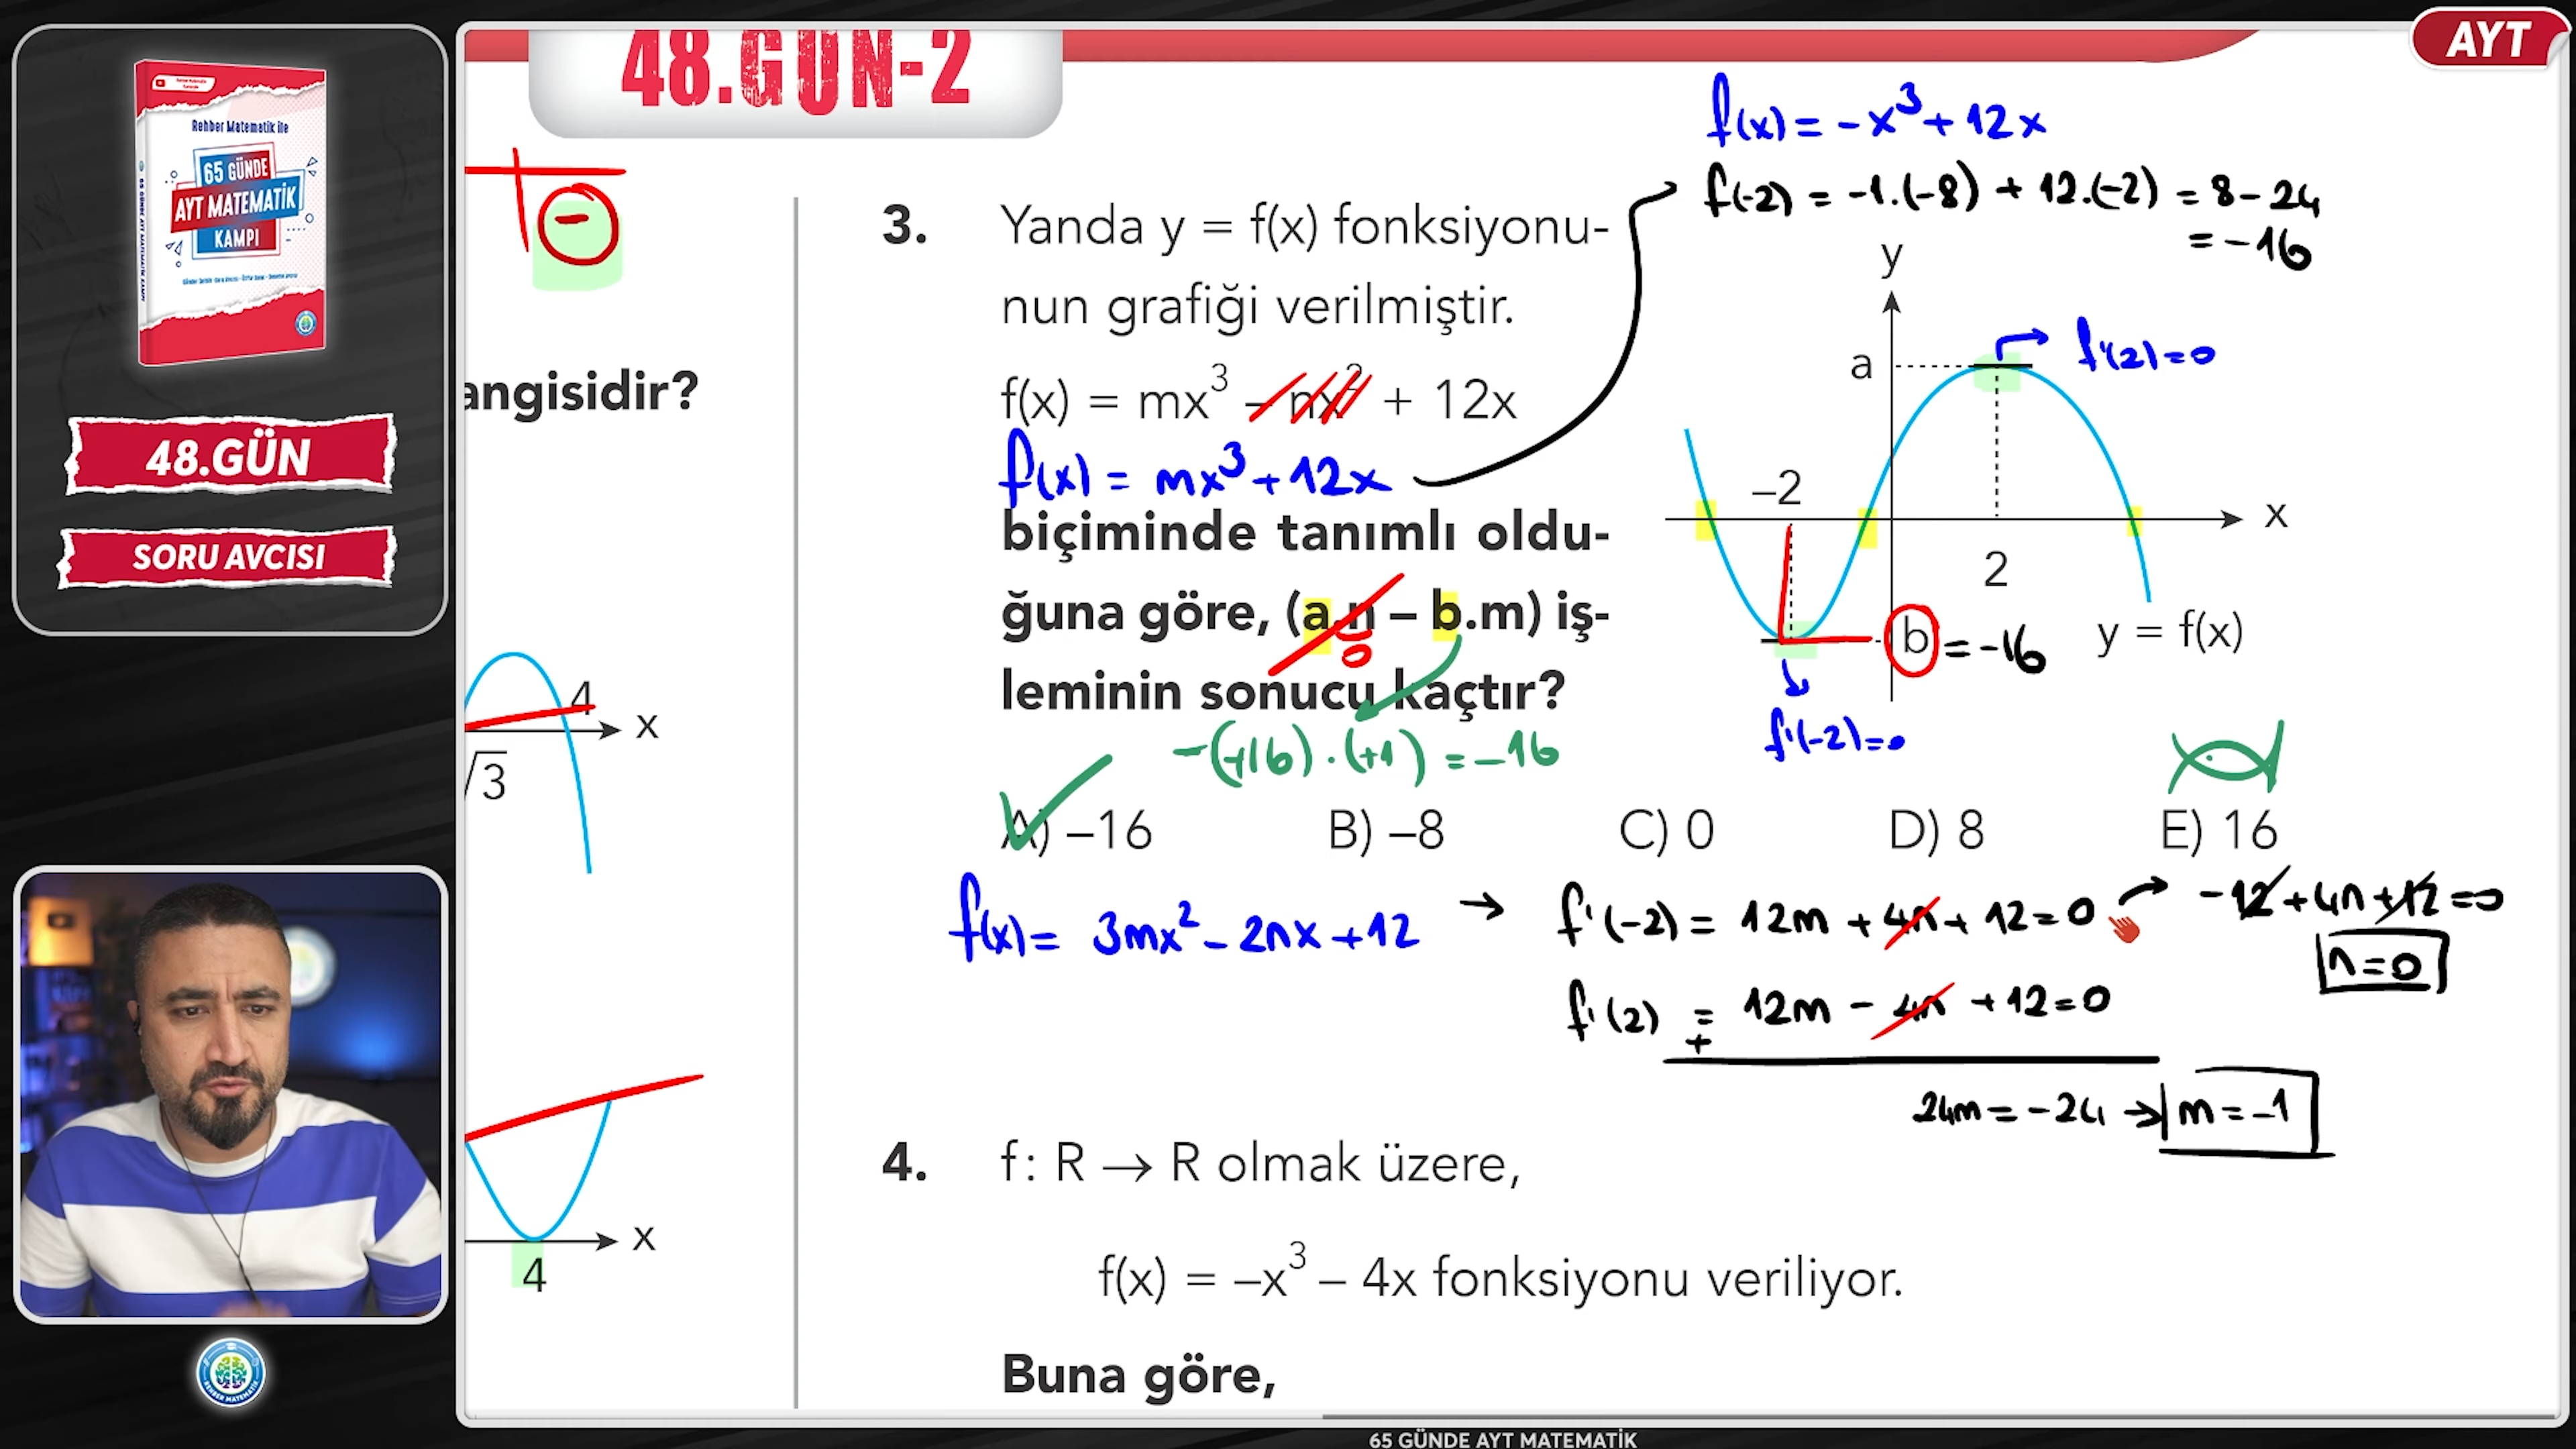 AYT
48.GÜN-2
Rehber Matematik ile
65 GÜNDE
AYT MATEMATİK
KAMPI
48.GÜN
SORU AVCISI
-
angisidir?
4
x
√3
x
4
3. Yanda y = f(x) fonksiyonu-
nun grafiği verilmiştir.
f(x) = mx³ – nx² + 12x
f(x) = mx³ + 12x
biçiminde tanımlı oldu-
ğuna göre, (a.n – b.m) iş-
0
leminin sonucu kaçtır?
-(+16).(+1) = -16
f(x) = -x³ + 12x
f(-2) = -1.(-8) + 12.(-2) = 8 - 24
= -16
y
a
f'(2)=0
–2
x
2
b = -16
y = f(x)
f'(-2)=0
A) –16 B) –8 C) 0 D) 8 E) 16
f(x) = 3mx² - 2nx + 12 → f'(-2) = 12m + 4n + 12 = 0 → -12 + 4n + 12 = 0
n = 0
f'(2) = 12m - 4n + 12 = 0
+
24m = -24 → m = -1
4. f: R → R olmak üzere,
f(x) = –x³ – 4x fonksiyonu veriliyor.
Buna göre,
REHBER MATEMATİK
65 GÜNDE AYT MATEMATİK